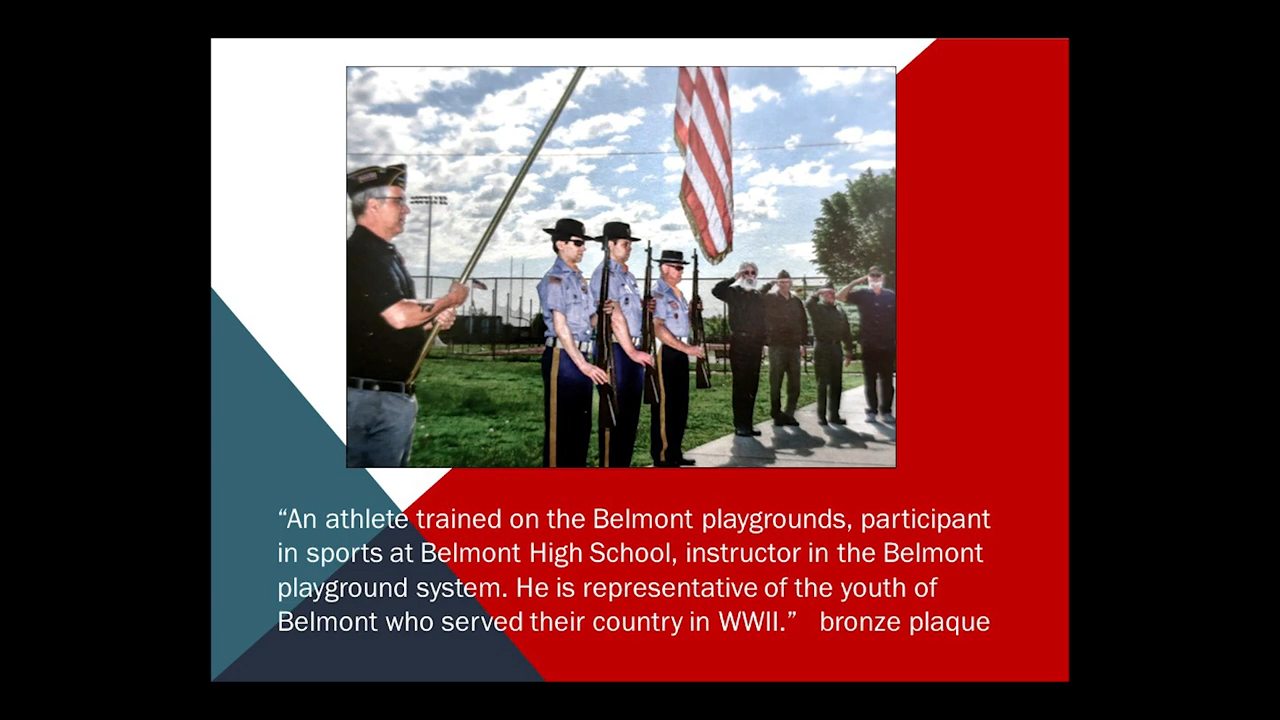 “An athlete trained on the Belmont playgrounds, participant
in sports at Belmont High School, instructor in the Belmont
playground system. He is representative of the youth of
Belmont who served their country in WWII.”   bronze plaque